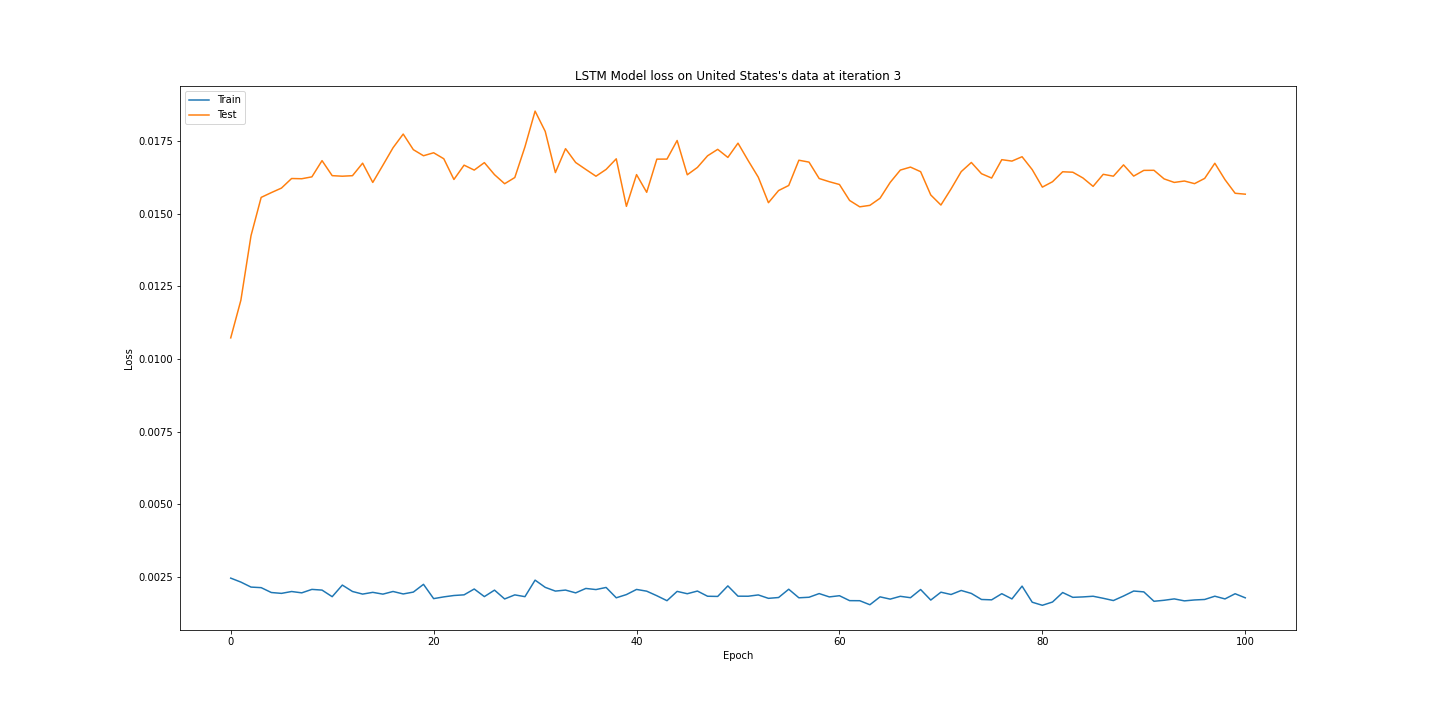 LSTM Model loss on United States's data at iteration 3
Train
Test
0.0175
0.0150
0.0125
0.0100
0.0075
0.0050
0.0025
Loss
0 20 40 60 80 100
Epoch